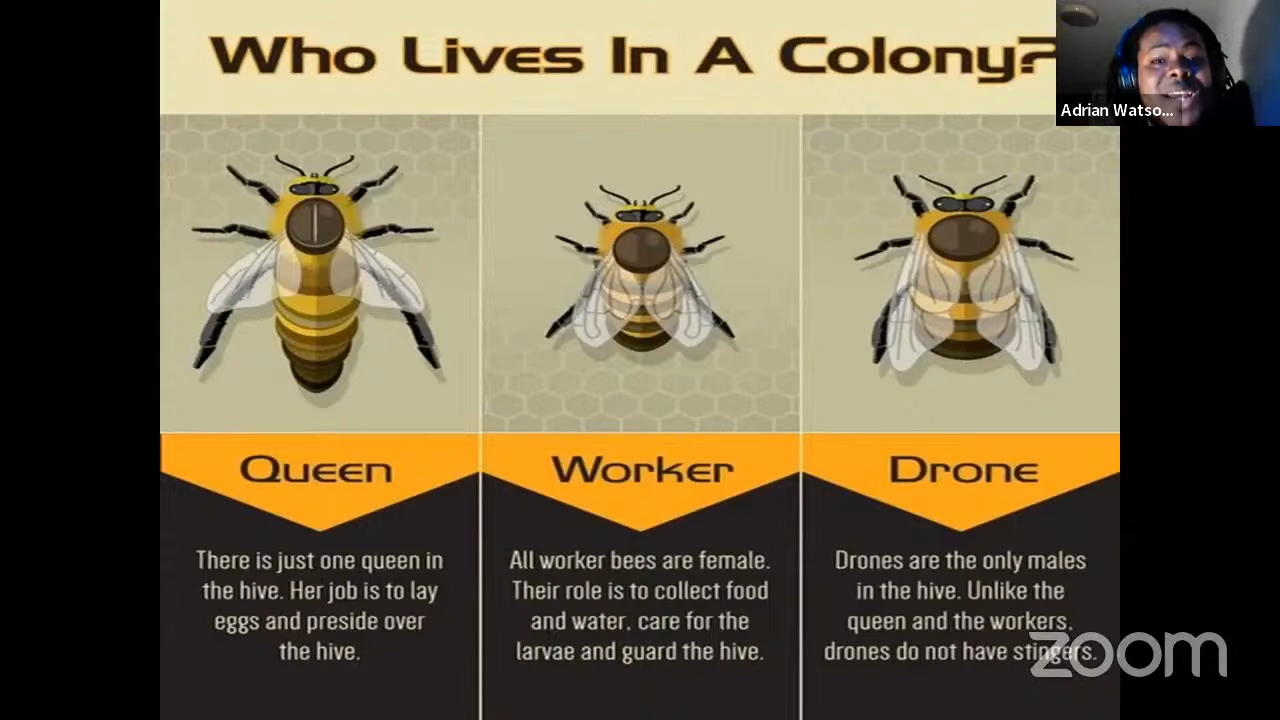 Who Lives In A Colony?
Adrian Watso...
Queen
There is just one queen in
the hive. Her job is to lay
eggs and preside over
the hive.
Worker
All worker bees are female.
Their role is to collect food
and water, care for the
larvae and guard the hive.
Drone
Drones are the only males
in the hive. Unlike the
queen and the workers,
drones do not have stingers.
zoom